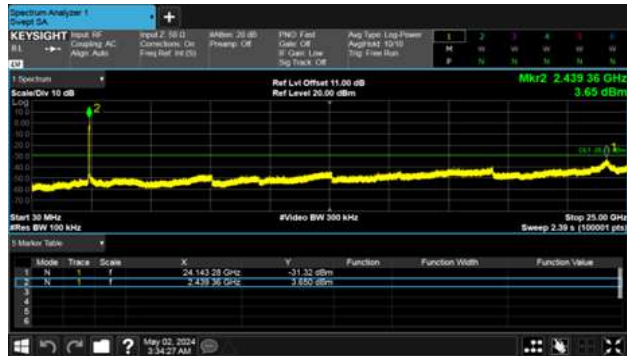 Spectrum Analyzer 1
Swept SA
KEYSIGHT
RL
Input: RF
Coupling: AC
Align: Auto
Input Z: 50 Ω
Corrections: On
Freq Ref: Int (S)
#Atten: 20 dB
Preamp: Off
PNO: Fast
Gate: Off
IF Gain: Low
Sig Track: Off
Avg Type: Log-Power
Avg|Hold: 10/10
Trig: Free Run
1 2 3 4 5 6
M W W W W W
P N N N N N
1 Spectrum
Scale/Div 10 dB
Ref Lvl Offset 11.00 dB
Ref Level 20.00 dBm
Mkr2 2.439 36 GHz
3.65 dBm
Log
2
1
Start 30 MHz
#Res BW 100 kHz
#Video BW 300 kHz
Stop 25.00 GHz
Sweep 2.39 s (100001 pts)
5 Marker Table
Mode Trace Scale X Y Function Function Width Function Value
1 N 1 f 24.143 28 GHz -31.32 dBm
2 N 1 f 2.439 36 GHz 3.650 dBm
3
4
5
6
May 02, 2024
3:34:27 AM